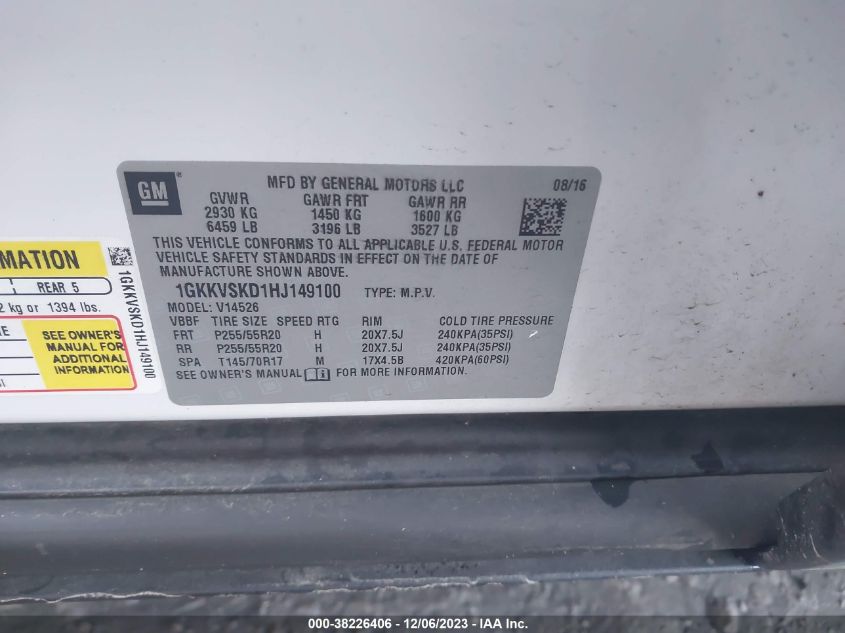 GM
MFD BY GENERAL MOTORS LLC
08/16
GVWR GAWR FRT GAWR RR
2930 KG 1450 KG 1600 KG
6459 LB 3196 LB 3527 LB
THIS VEHICLE CONFORMS TO ALL APPLICABLE U.S. FEDERAL MOTOR
VEHICLE SAFETY STANDARDS IN EFFECT ON THE DATE OF
MANUFACTURE SHOWN ABOVE.
1GKKVSKD1HJ149100 TYPE: M.P.V.
MODEL: V14526
VBBF TIRE SIZE SPEED RTG RIM COLD TIRE PRESSURE
FRT P255/55R20 H 20X7.5J 240KPA(35PSI)
RR P255/55R20 H 20X7.5J 240KPA(35PSI)
SPA T145/70R17 M 17X4.5B 420KPA(60PSI)
SEE OWNER'S MANUAL FOR MORE INFORMATION.
REAR 5
kg or 1394 lbs.
SEE OWNER'S
MANUAL FOR
ADDITIONAL
INFORMATION
1GKKVSKD1HJ149100
000-38226406 - 12/06/2023 - IAA Inc.